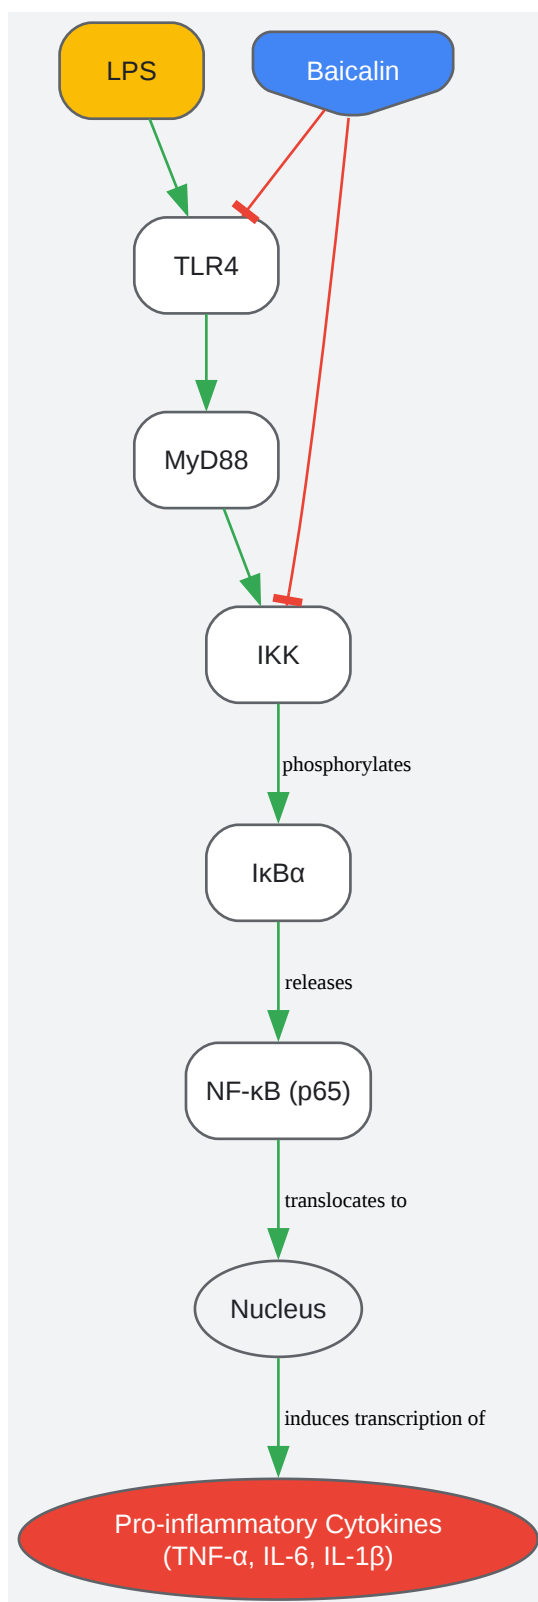 LPS
Baicalin
TLR4
MyD88
IKK
phosphorylates
IκBα
releases
NF-κB (p65)
translocates to
Nucleus
induces transcription of
Pro-inflammatory Cytokines
(TNF-α, IL-6, IL-1β)